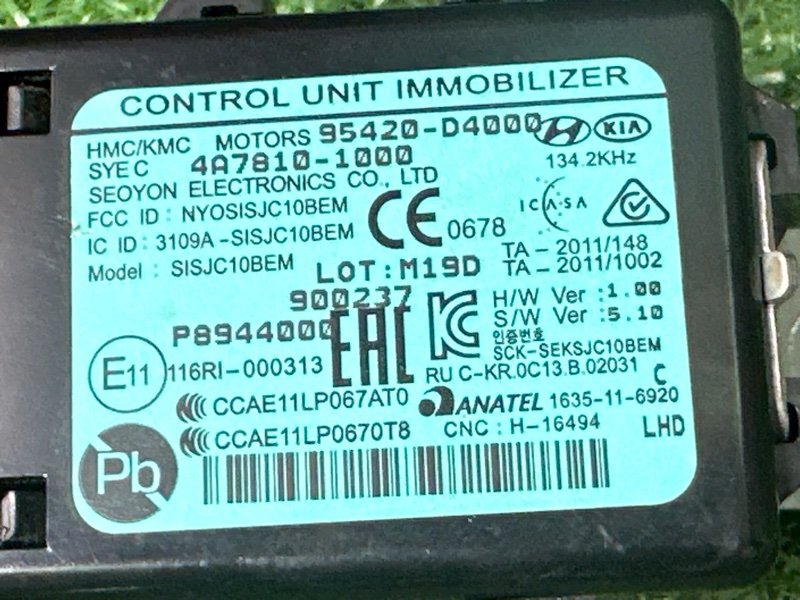 CONTROL UNIT IMMOBILIZER
HMC/KMC MOTORS 95420-D4000 KIA
SYE C 4A7810-1000 134.2KHz
SEOYON ELECTRONICS CO., LTD
FCC ID : NYOSISJC10BEM CE 0678 ICASA
IC ID : 3109A-SISJC10BEM TA-2011/148
Model : SISJC10BEM LOT:M19D TA-2011/1002
900237 H/W Ver :1.00
P8944000 EAC KC S/W Ver :5.10
인증번호
E11 116RI-000313 SCK-SEKSJC10BEM
RU C-KR.0C13.B.02031 C
CCAE11LP067AT0 ANATEL 1635-11-6920
Pb CCAE11LP0670T8 CNC : H-16494 LHD